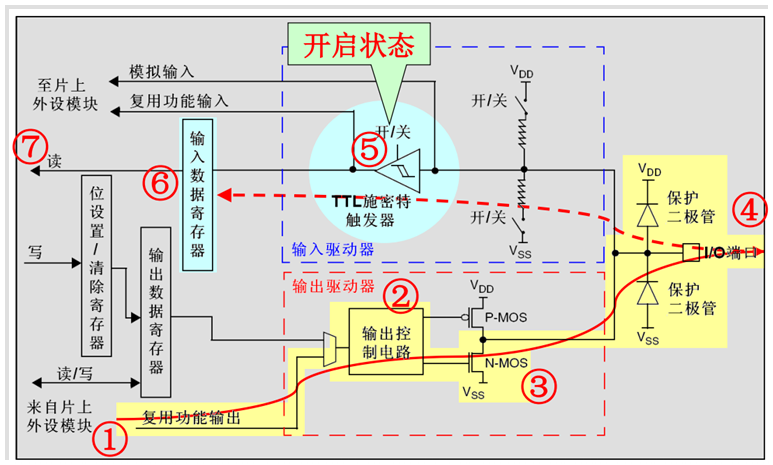 开启状态
模拟输入
至片上
外设模块
复用功能输入
开/关
VDD
开/关
⑦
读
⑤
⑥
输入数据寄存器
TTL施密特
触发器
开/关
VSS
输入驱动器
VDD
保护
二极管
④
I/O端口
位设置/清除寄存器
写
输出数据寄存器
输出驱动器
②
VDD
P-MOS
保护
二极管
输出控
制电路
N-MOS
VSS
VSS
③
读/写
来自片上
外设模块
①
复用功能输出